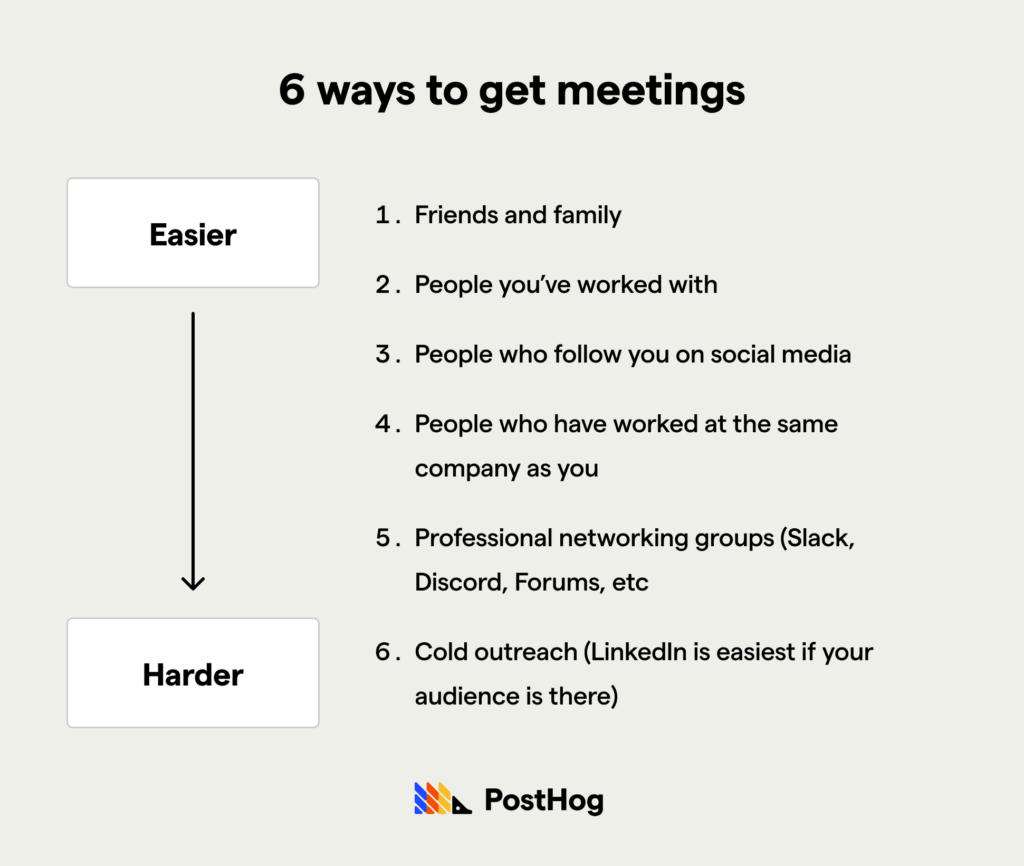 6 ways to get meetings
Easier
1. Friends and family
2. People you’ve worked with
3. People who follow you on social media
4. People who have worked at the same
company as you
5. Professional networking groups (Slack,
Discord, Forums, etc
Harder
6. Cold outreach (LinkedIn is easiest if your
audience is there)
PostHog